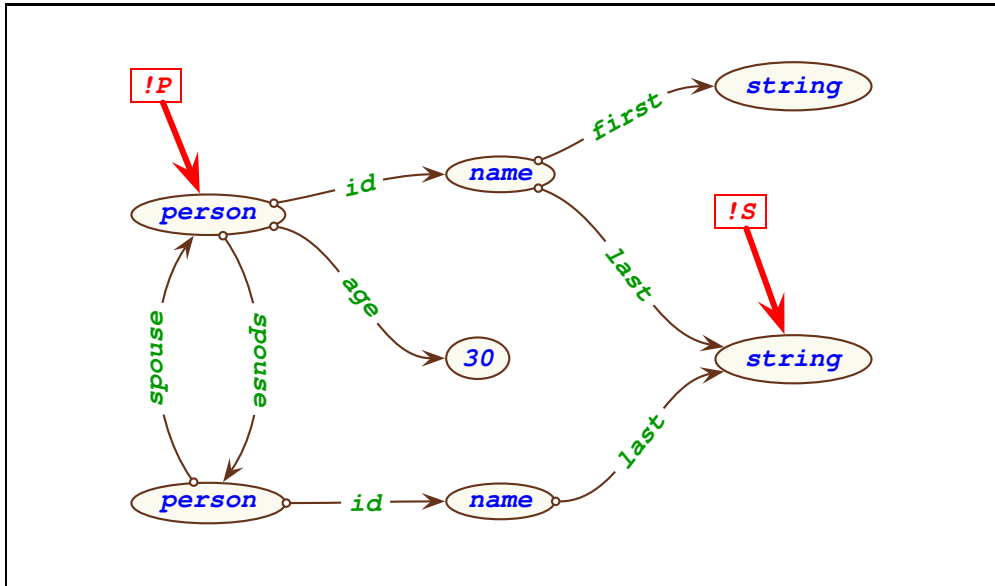 !P
string
first
name
id
person
!S
last
age
spouse
spouse
30
string
last
person
id
name